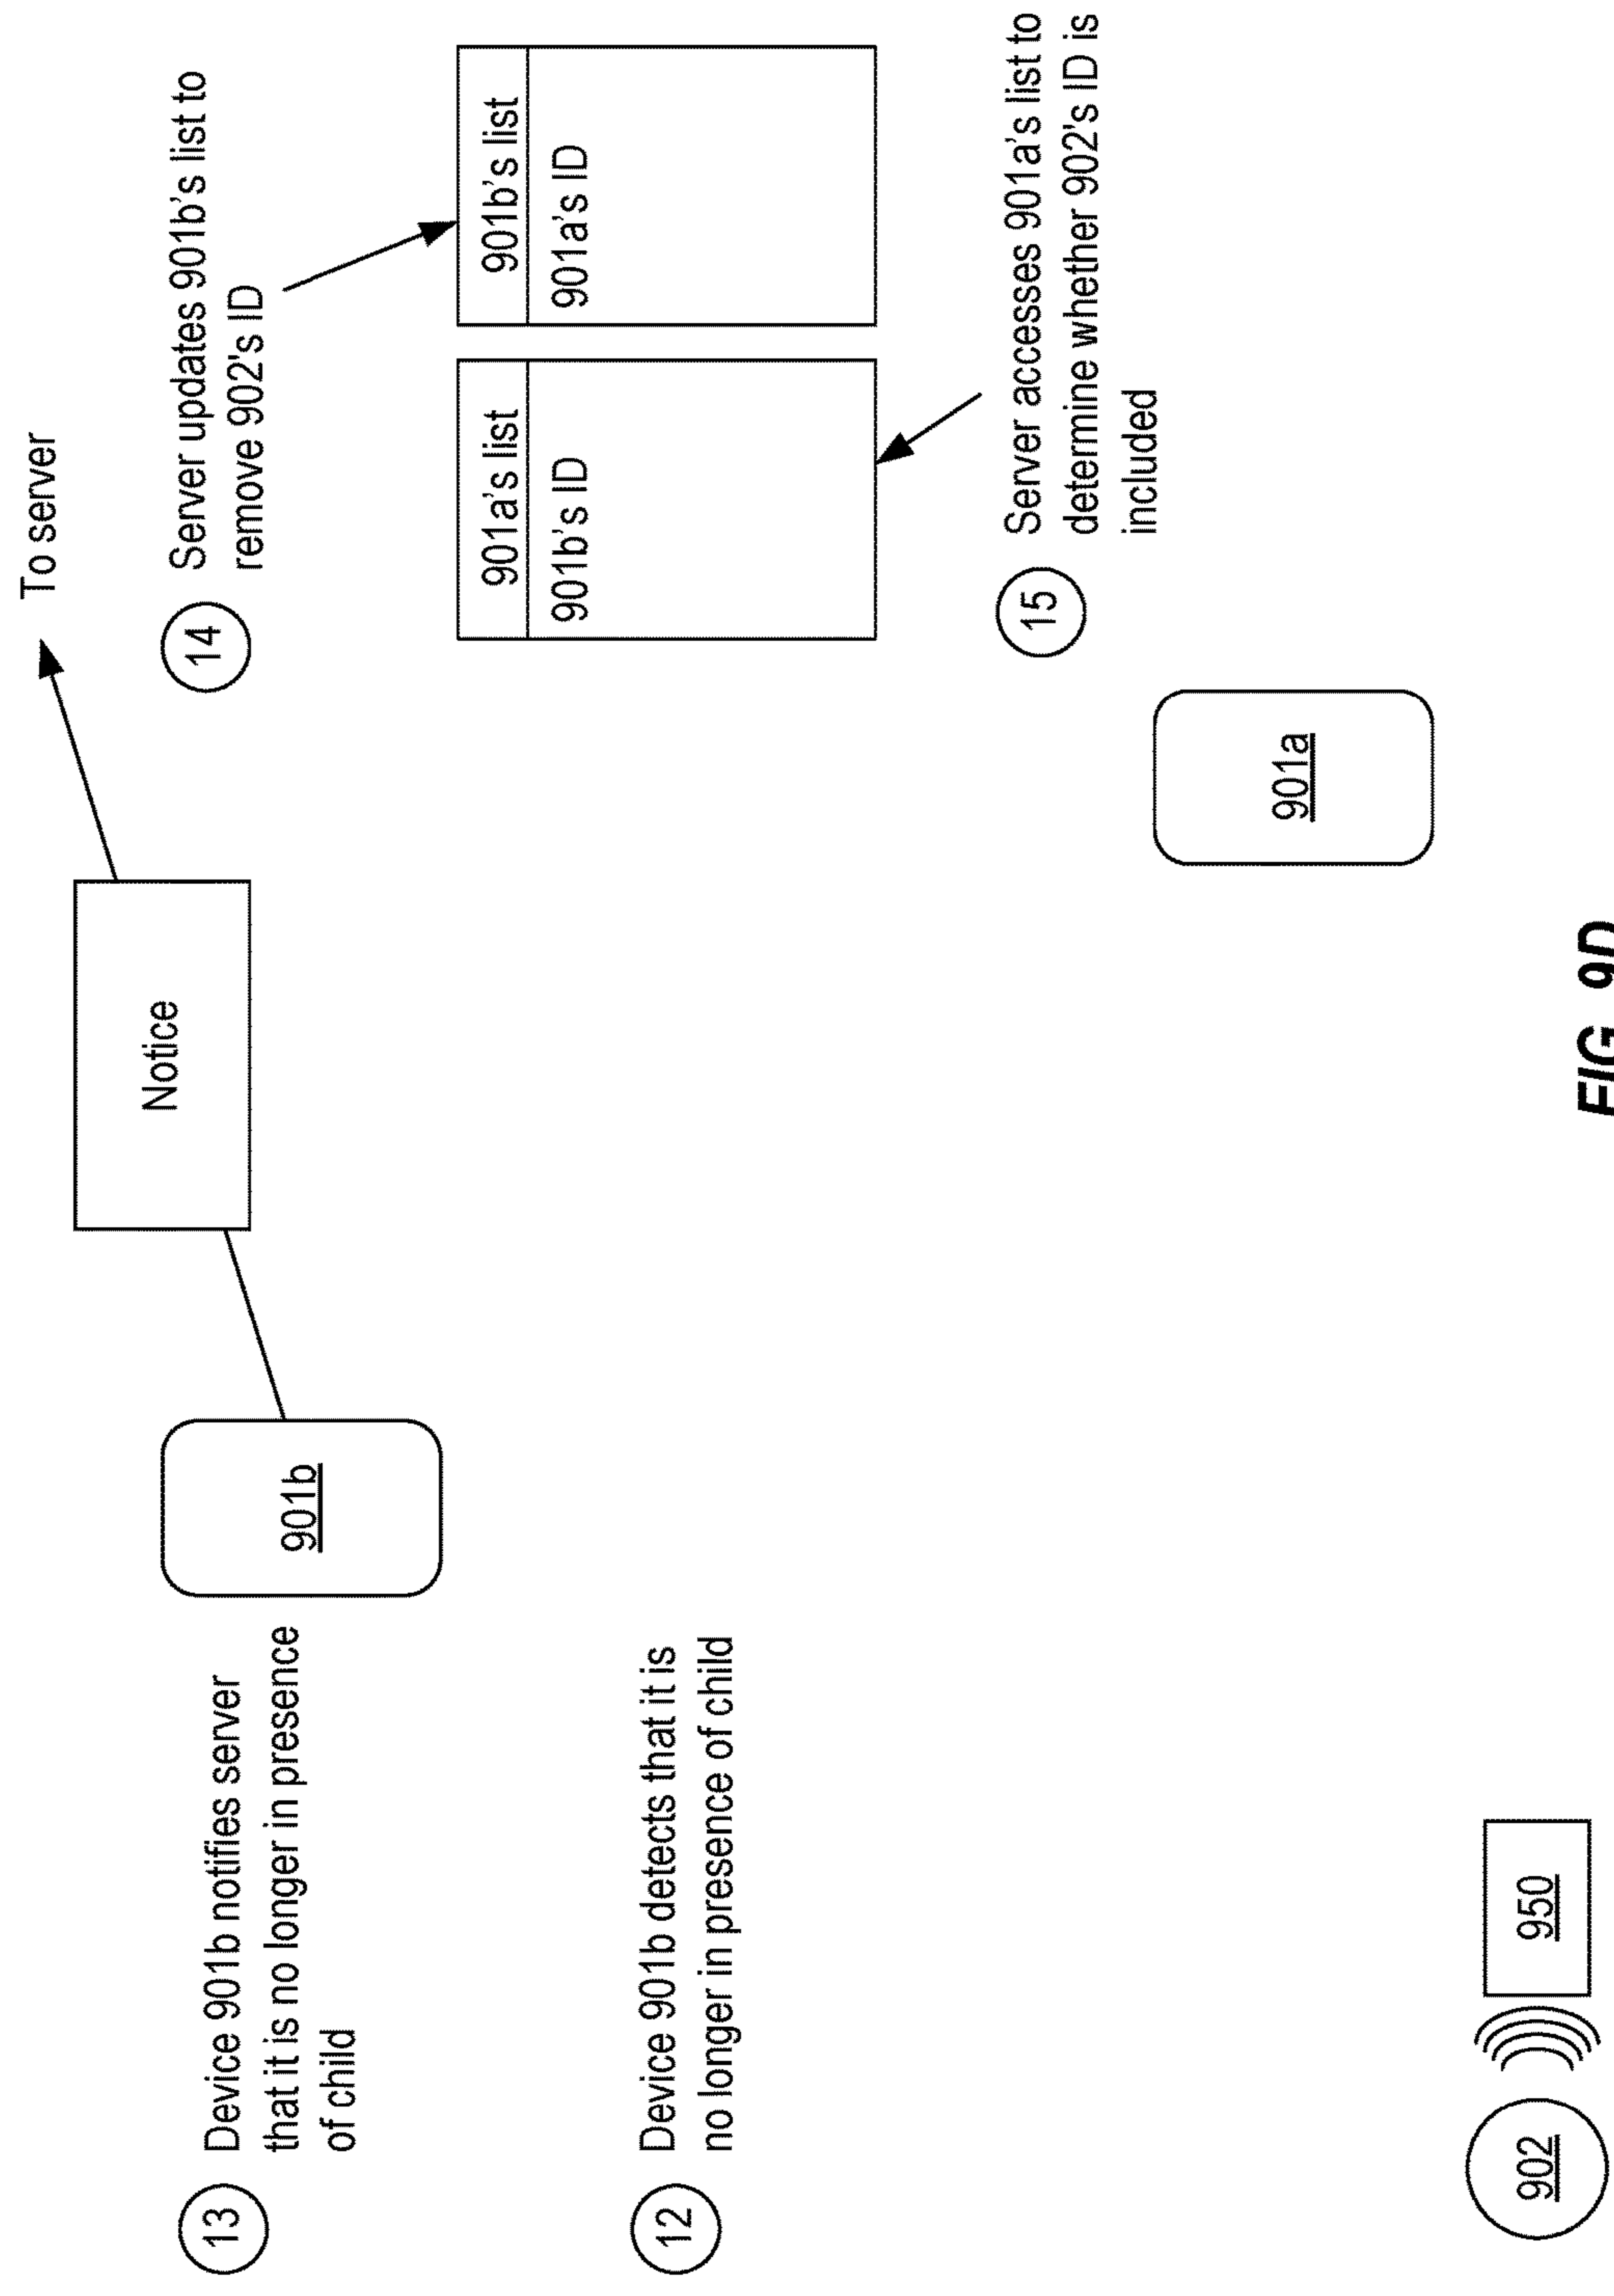 To server
Notice
14
Server updates 901b's list to
remove 902's ID
13
Device 901b notifies server
that it is no longer in presence
of child
901b
901a's list
901b's ID
901b's list
901a's ID
12
Device 901b detects that it is
no longer in presence of child
15
Server accesses 901a's list to
determine whether 902's ID is
included
901a
902
950
FIG. 9D